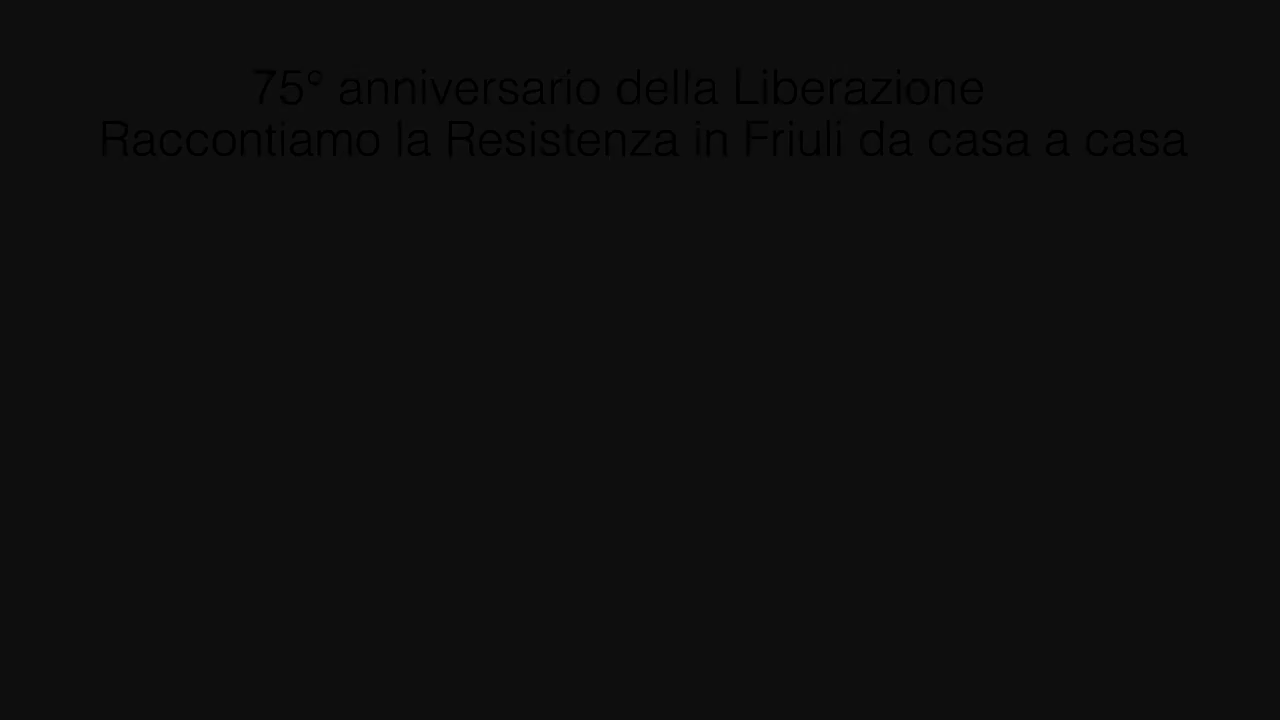 75° anniversario della Liberazione
Raccontiamo la Resistenza in Friuli da casa a casa